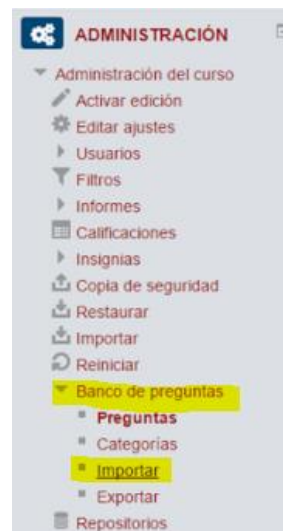 ADMINISTRACIÓN
Administración del curso
Activar edición
Editar ajustes
Usuarios
Filtros
Informes
Calificaciones
Insignias
Copia de seguridad
Restaurar
Importar
Reiniciar
Banco de preguntas
Preguntas
Categorías
Importar
Exportar
Repositorios